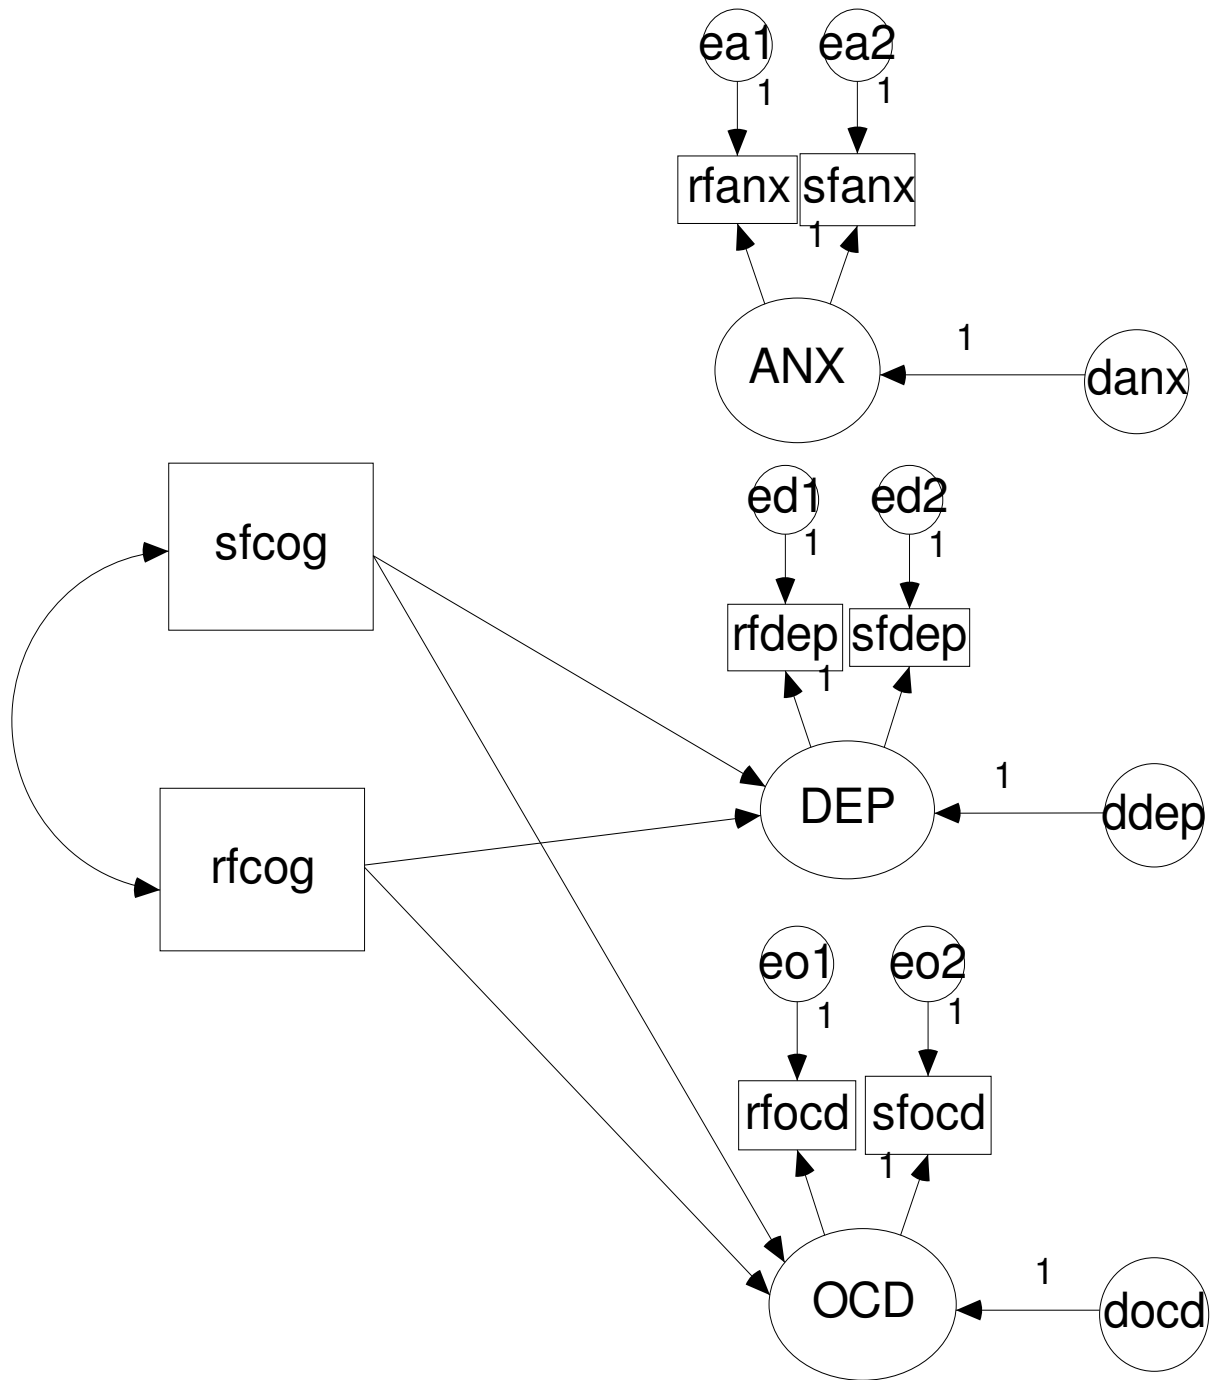 ea1 ea2
1 1
rfanx sfanx
1
1
ANX danx
ed1 ed2
sfcog
1 1
rfdep sfdep
1
1
DEP ddep
rfcog
eo1 eo2
1 1
rfocd sfocd
1
1
OCD docd